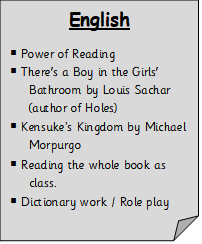 English
▪ Power of Reading
▪ There's a Boy in the Girls'
Bathroom by Louis Sachar
(author of Holes)
▪ Kensuke's Kingdom by Michael
Morpurgo
▪ Reading the whole book as
class.
▪ Dictionary work / Role play